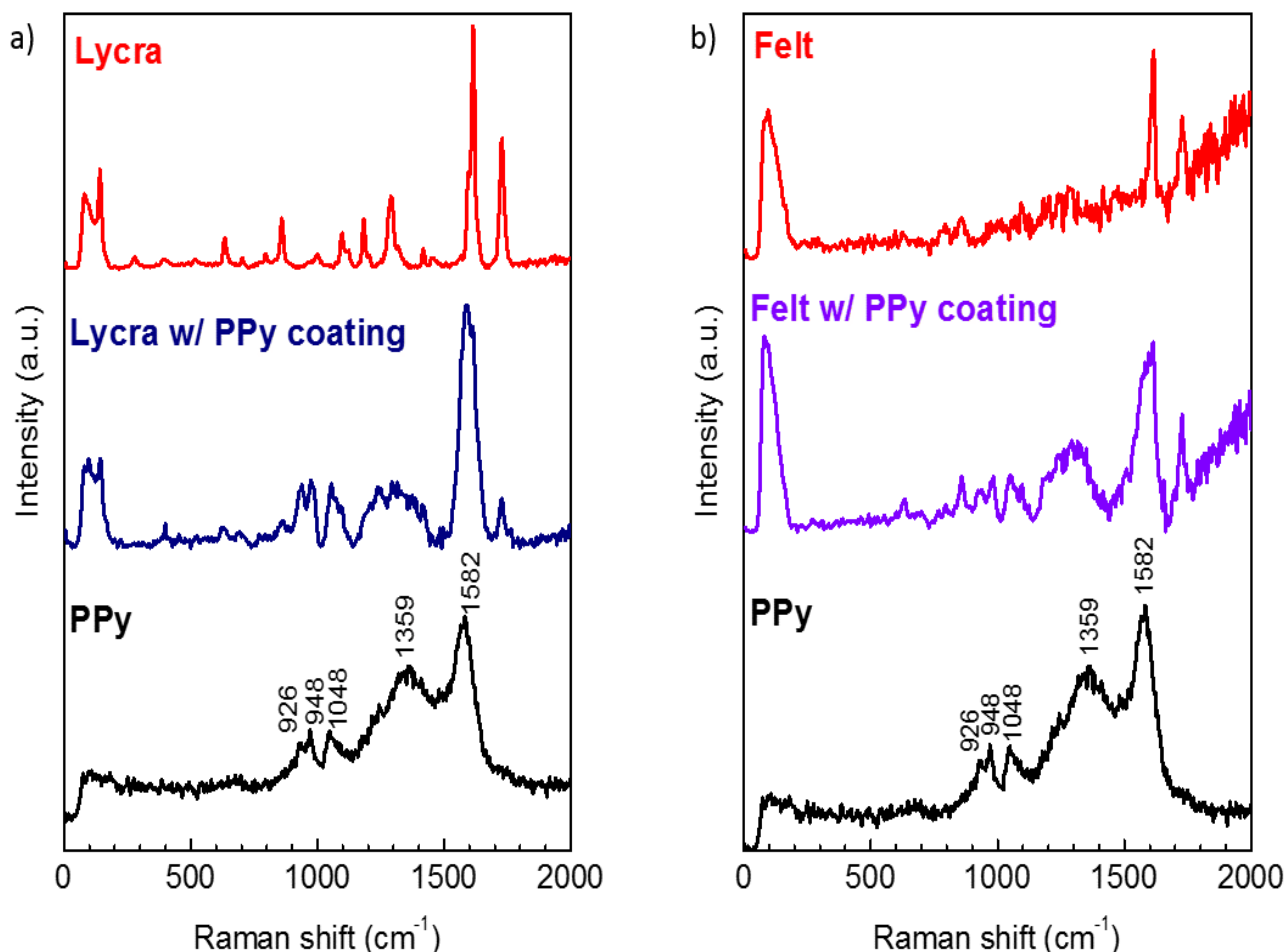 a)
Lycra
Lycra w/ PPy coating
PPy
926
948
1048
1359
1582
Intensity (a.u.)
0
500
1000
1500
2000
Raman shift (cm⁻¹)
b)
Felt
Felt w/ PPy coating
PPy
926
948
1048
1359
1582
Intensity (a.u.)
0
500
1000
1500
2000
Raman shift (cm⁻¹)